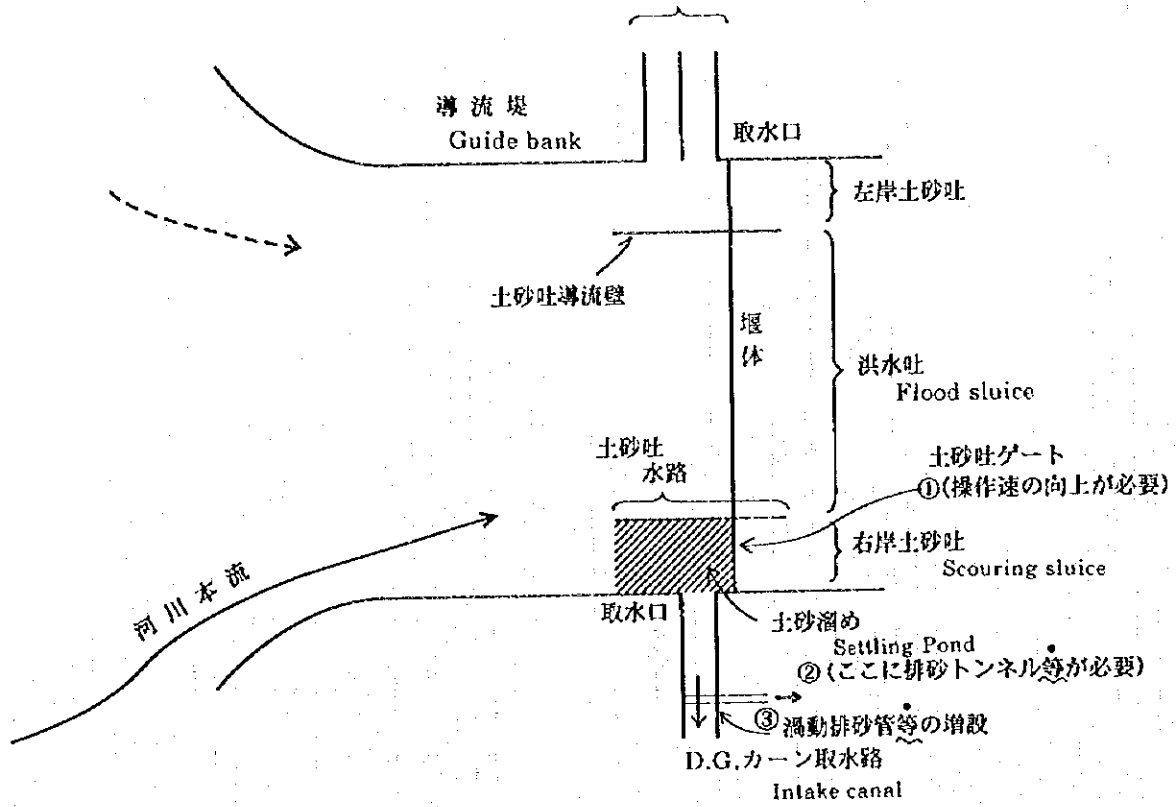 導流堤
Guide bank
取水口
左岸土砂吐
土砂吐導流壁
堰体
洪水吐
Flood sluice
土砂吐
水路
土砂吐ゲート
①(操作速の向上が必要)
右岸土砂吐
Scouring sluice
河川本流
取水口
土砂溜め
Settling Pond
②(ここに排砂トンネル等が必要)
③渦動排砂管等の増設
D.G.カーン取水路
Intake canal